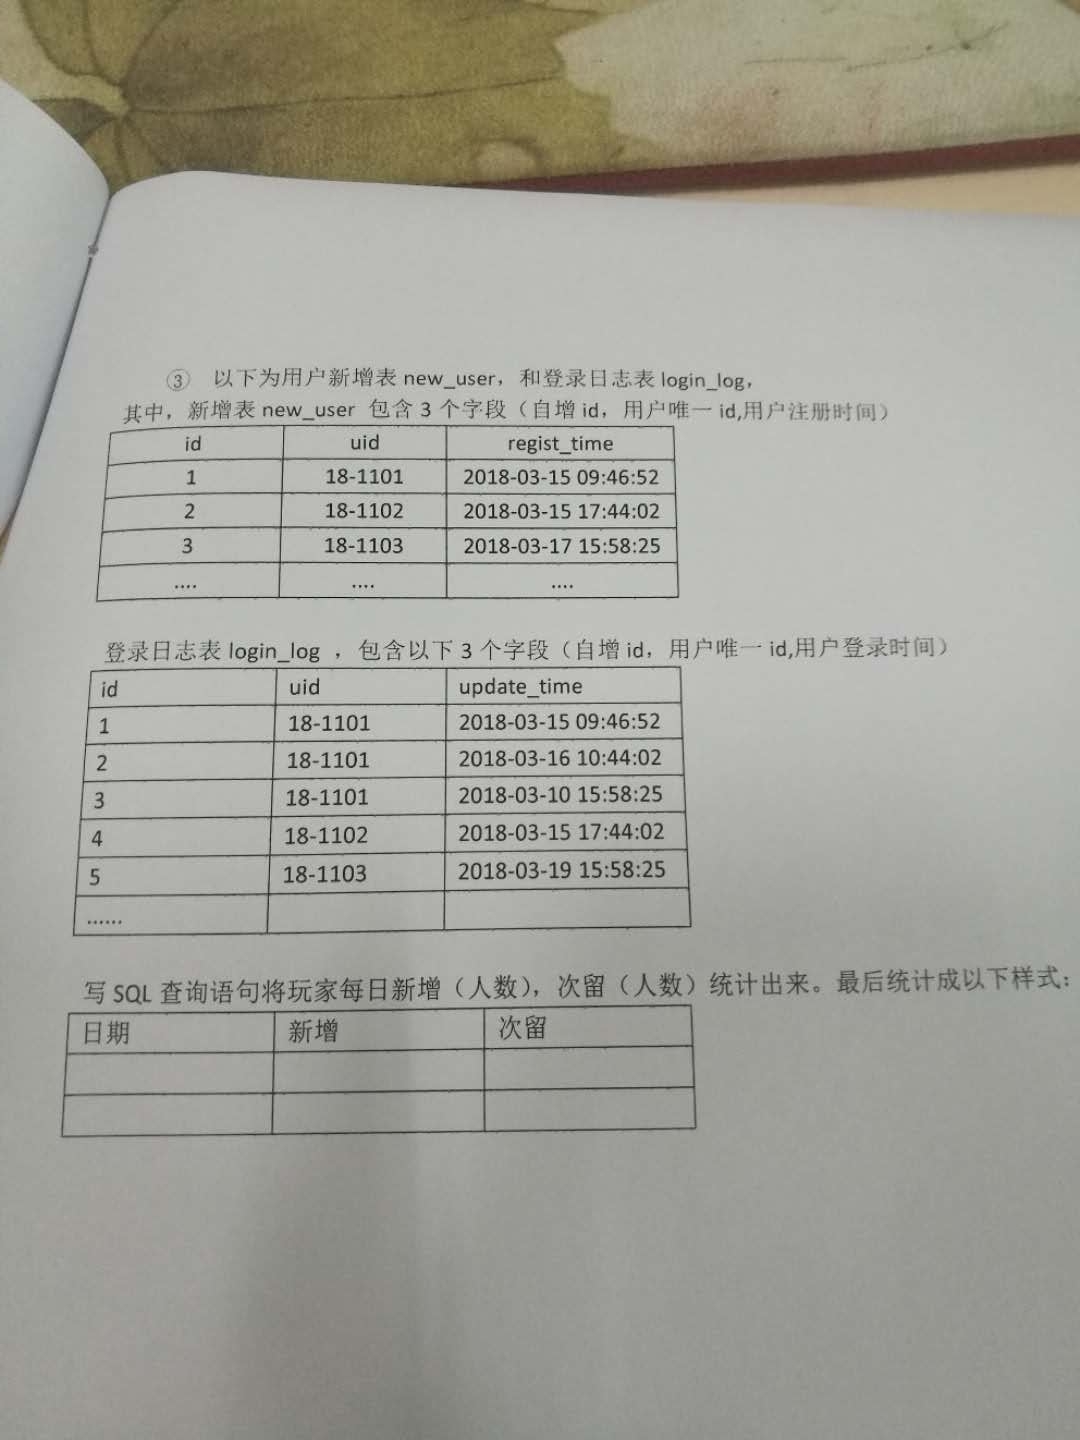 ③ 以下为用户新增表 new_user，和登录日志表 login_log，
其中，新增表 new_user 包含 3 个字段（自增 id，用户唯一 id,用户注册时间）
id uid regist_time
1 18-1101 2018-03-15 09:46:52
2 18-1102 2018-03-15 17:44:02
3 18-1103 2018-03-17 15:58:25
.... .... ....
登录日志表 login_log ，包含以下 3 个字段（自增 id，用户唯一 id,用户登录时间）
id uid update_time
1 18-1101 2018-03-15 09:46:52
2 18-1101 2018-03-16 10:44:02
3 18-1101 2018-03-10 15:58:25
4 18-1102 2018-03-15 17:44:02
5 18-1103 2018-03-19 15:58:25
......
写 SQL 查询语句将玩家每日新增（人数），次留（人数）统计出来。最后统计成以下样式：
日期 新增 次留